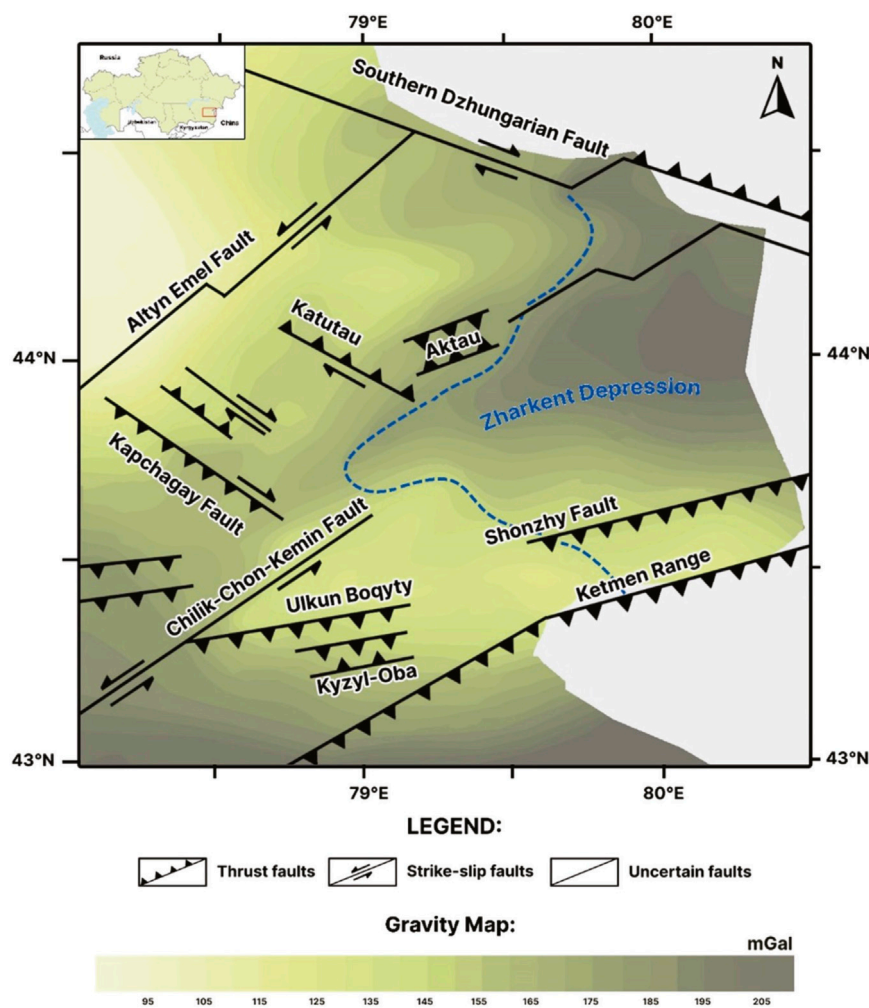 79°E
80°E
Russia
Uzbekistan
Kyrgyzstan
China
N
Southern Dzhungarian Fault
Altyn Emel Fault
Katutau
Aktau
44°N
44°N
Zharkent Depression
Kapchagay Fault
Shonzhy Fault
Chilik-Chon-Kemin Fault
Ketmen Range
Ulkun Boqyty
Kyzyl-Oba
43°N
43°N
79°E
80°E
LEGEND:
Thrust faults
Strike-slip faults
Uncertain faults
Gravity Map:
mGal
95 105 115 125 135 145 155 165 175 185 195 205